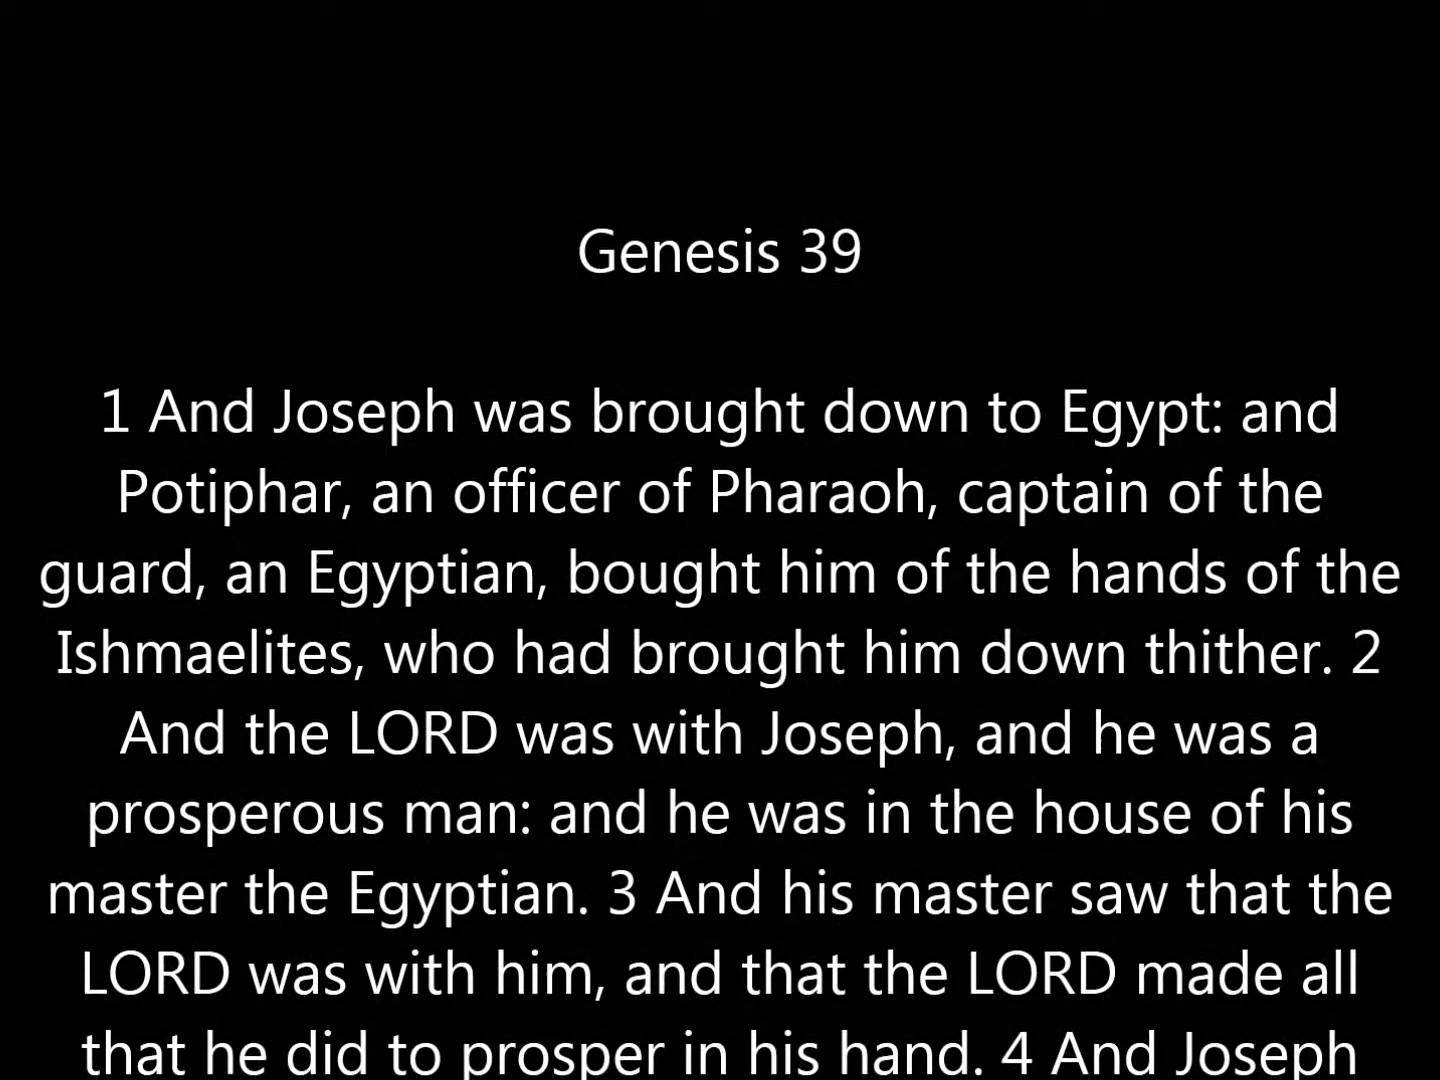 Genesis 39
1 And Joseph was brought down to Egypt: and
Potiphar, an officer of Pharaoh, captain of the
guard, an Egyptian, bought him of the hands of the
Ishmaelites, who had brought him down thither. 2
And the LORD was with Joseph, and he was a
prosperous man: and he was in the house of his
master the Egyptian. 3 And his master saw that the
LORD was with him, and that the LORD made all
that he did to prosper in his hand. 4 And Joseph